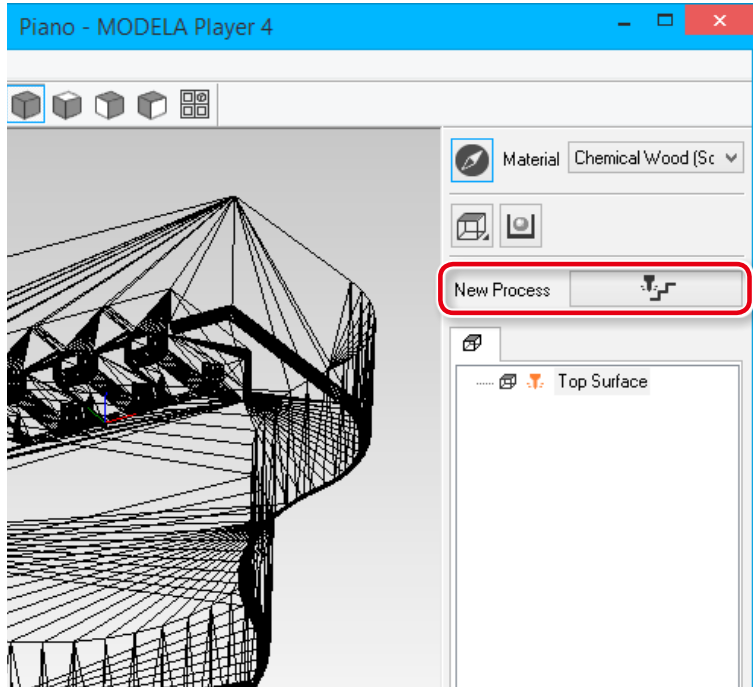 Piano - MODELA Player 4
Material Chemical Wood (Sc
New Process
Top Surface